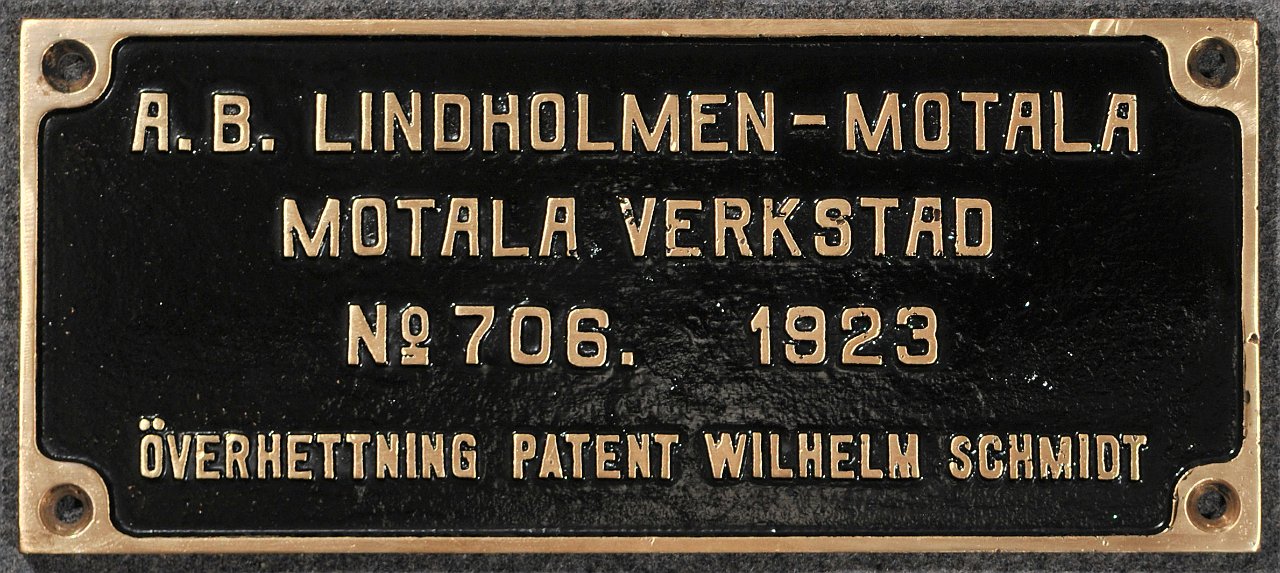 A.B. LINDHOLMEN-MOTALA
MOTALA VERKSTAD
Nº 706. 1923
ÖVERHETTNING PATENT WILHELM SCHMIDT